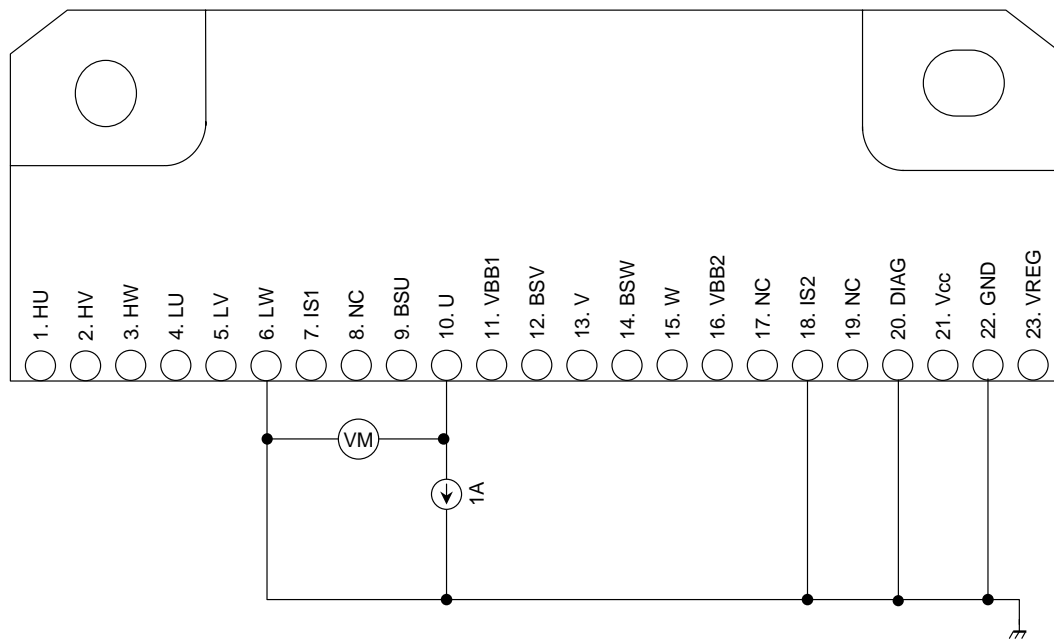 1. HU
2. HV
3. HW
4. LU
5. LV
6. LW
7. IS1
8. NC
9. BSU
10. U
11. VBB1
12. BSV
13. V
14. BSW
15. W
16. VBB2
17. NC
18. IS2
19. NC
20. DIAG
21. Vcc
22. GND
23. VREG
VM
1A